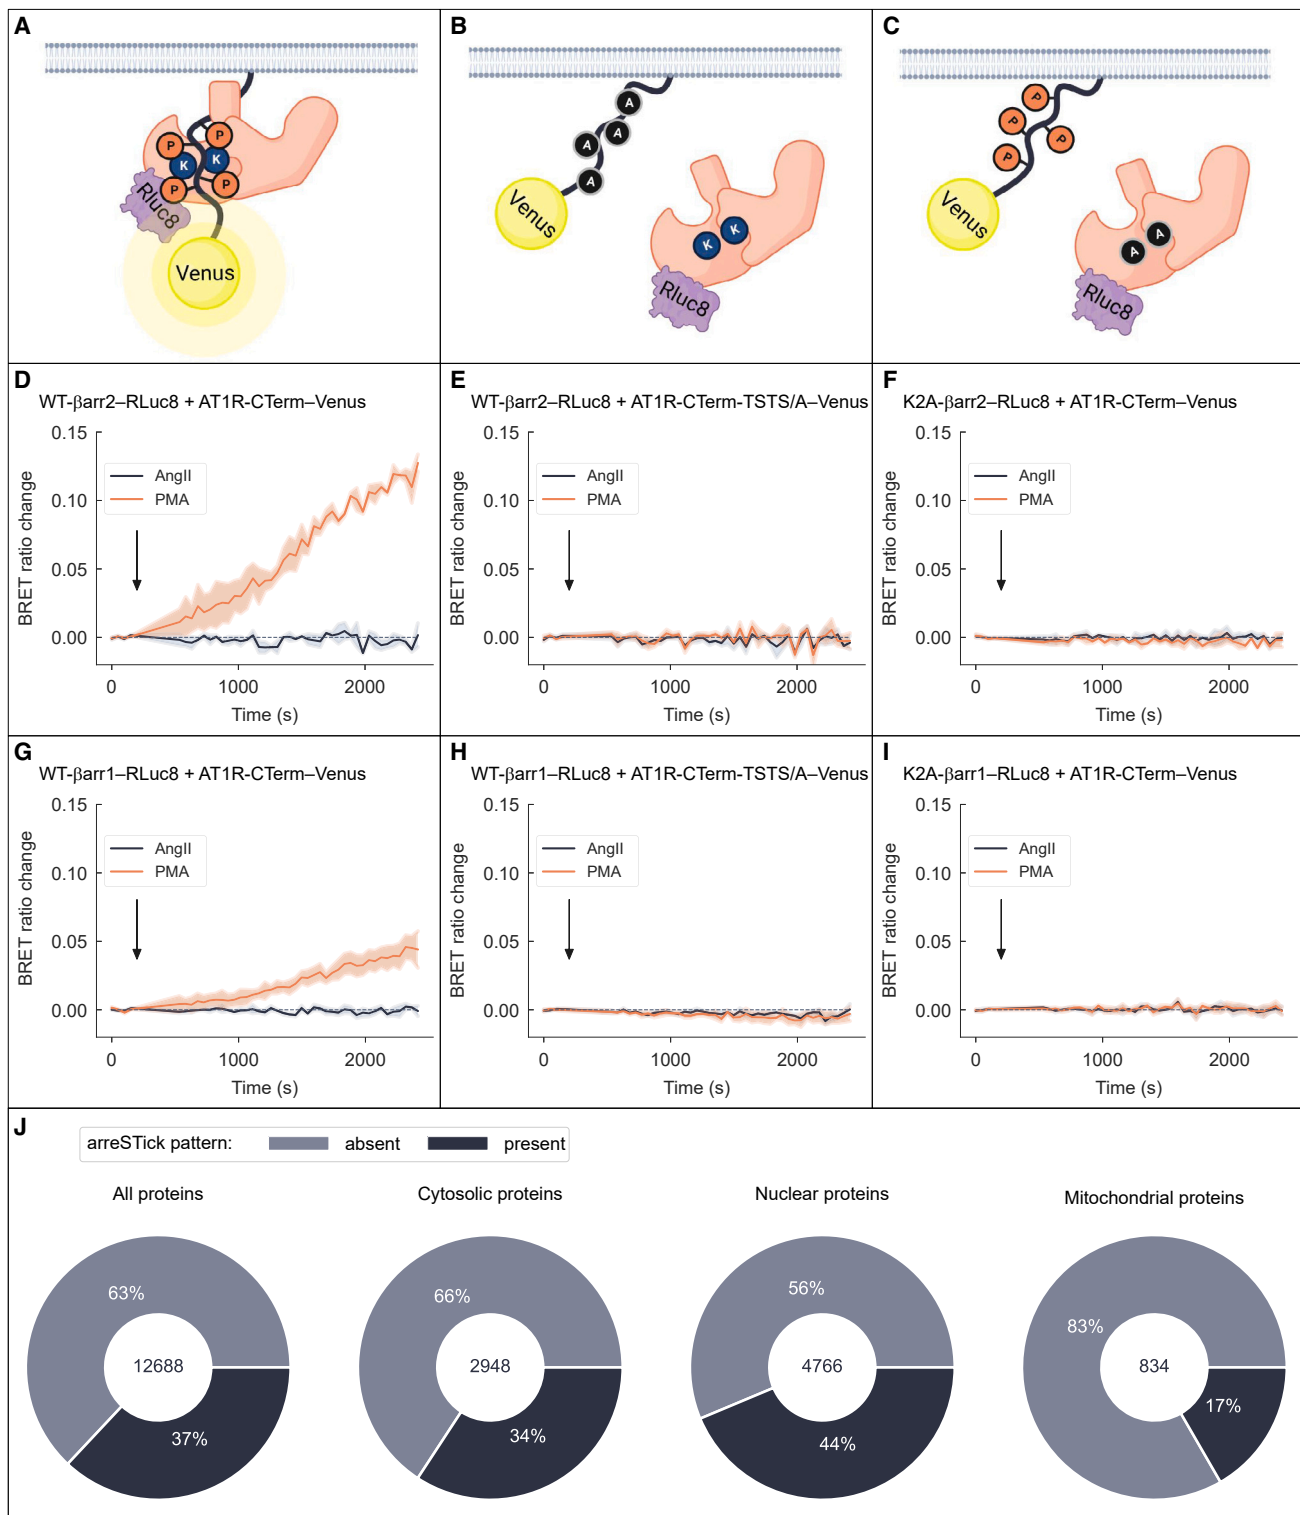 A
P
P
K
K
P
P
Rluc8
Venus
B
A
A
A
A
Venus
K
K
Rluc8
C
P
P
P
P
Venus
A
A
Rluc8
D
WT-βarr2–RLuc8 + AT1R-CTerm–Venus
BRET ratio change
0.15
0.10
0.05
0.00
AngII
PMA
0
1000
2000
Time (s)
E
WT-βarr2–RLuc8 + AT1R-CTerm-TSTS/A–Venus
BRET ratio change
0.15
0.10
0.05
0.00
AngII
PMA
0
1000
2000
Time (s)
F
K2A-βarr2–RLuc8 + AT1R-CTerm–Venus
BRET ratio change
0.15
0.10
0.05
0.00
AngII
PMA
0
1000
2000
Time (s)
G
WT-βarr1–RLuc8 + AT1R-CTerm–Venus
BRET ratio change
0.15
0.10
0.05
0.00
AngII
PMA
0
1000
2000
Time (s)
H
WT-βarr1–RLuc8 + AT1R-CTerm-TSTS/A–Venus
BRET ratio change
0.15
0.10
0.05
0.00
AngII
PMA
0
1000
2000
Time (s)
I
K2A-βarr1–RLuc8 + AT1R-CTerm–Venus
BRET ratio change
0.15
0.10
0.05
0.00
AngII
PMA
0
1000
2000
Time (s)
J
arreSTick pattern: absent present
All proteins
63%
12688
37%
Cytosolic proteins
66%
2948
34%
Nuclear proteins
56%
4766
44%
Mitochondrial proteins
83%
834
17%